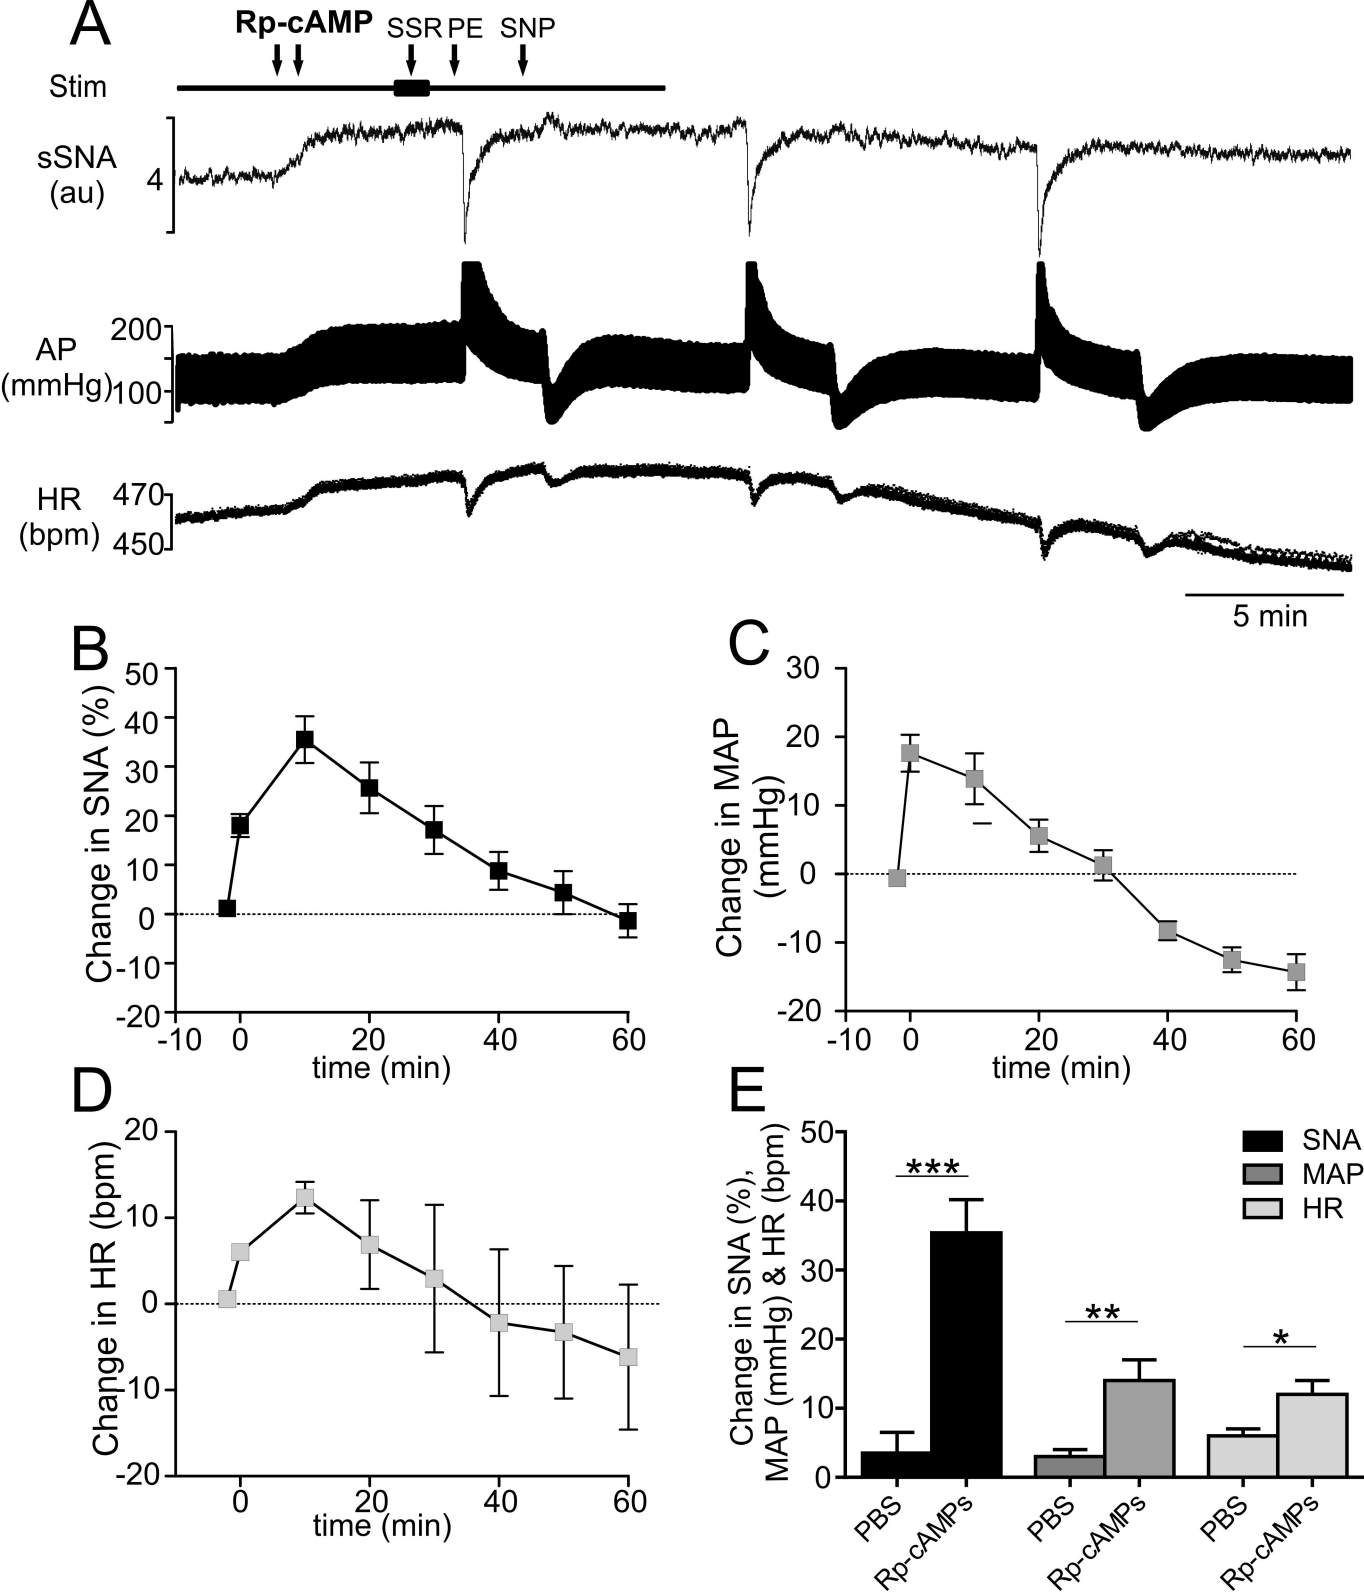 A
Rp-cAMP SSR PE SNP
Stim
sSNA
(au)
4
AP
(mmHg)
200
100
HR
(bpm)
470
450
5 min
B
Change in SNA (%)
50
40
30
20
10
0
-10
-20
-10 0 20 40 60
time (min)
C
Change in MAP
(mmHg)
30
20
10
0
-10
-20
-10 0 20 40 60
time (min)
D
Change in HR (bpm)
20
10
0
-10
-20
0 20 40 60
time (min)
E
Change in SNA (%),
MAP (mmHg) & HR (bpm)
50
40
30
20
10
0
***
**
*
SNA
MAP
HR
PBS
Rp-cAMPs
PBS
Rp-cAMPs
PBS
Rp-cAMPs